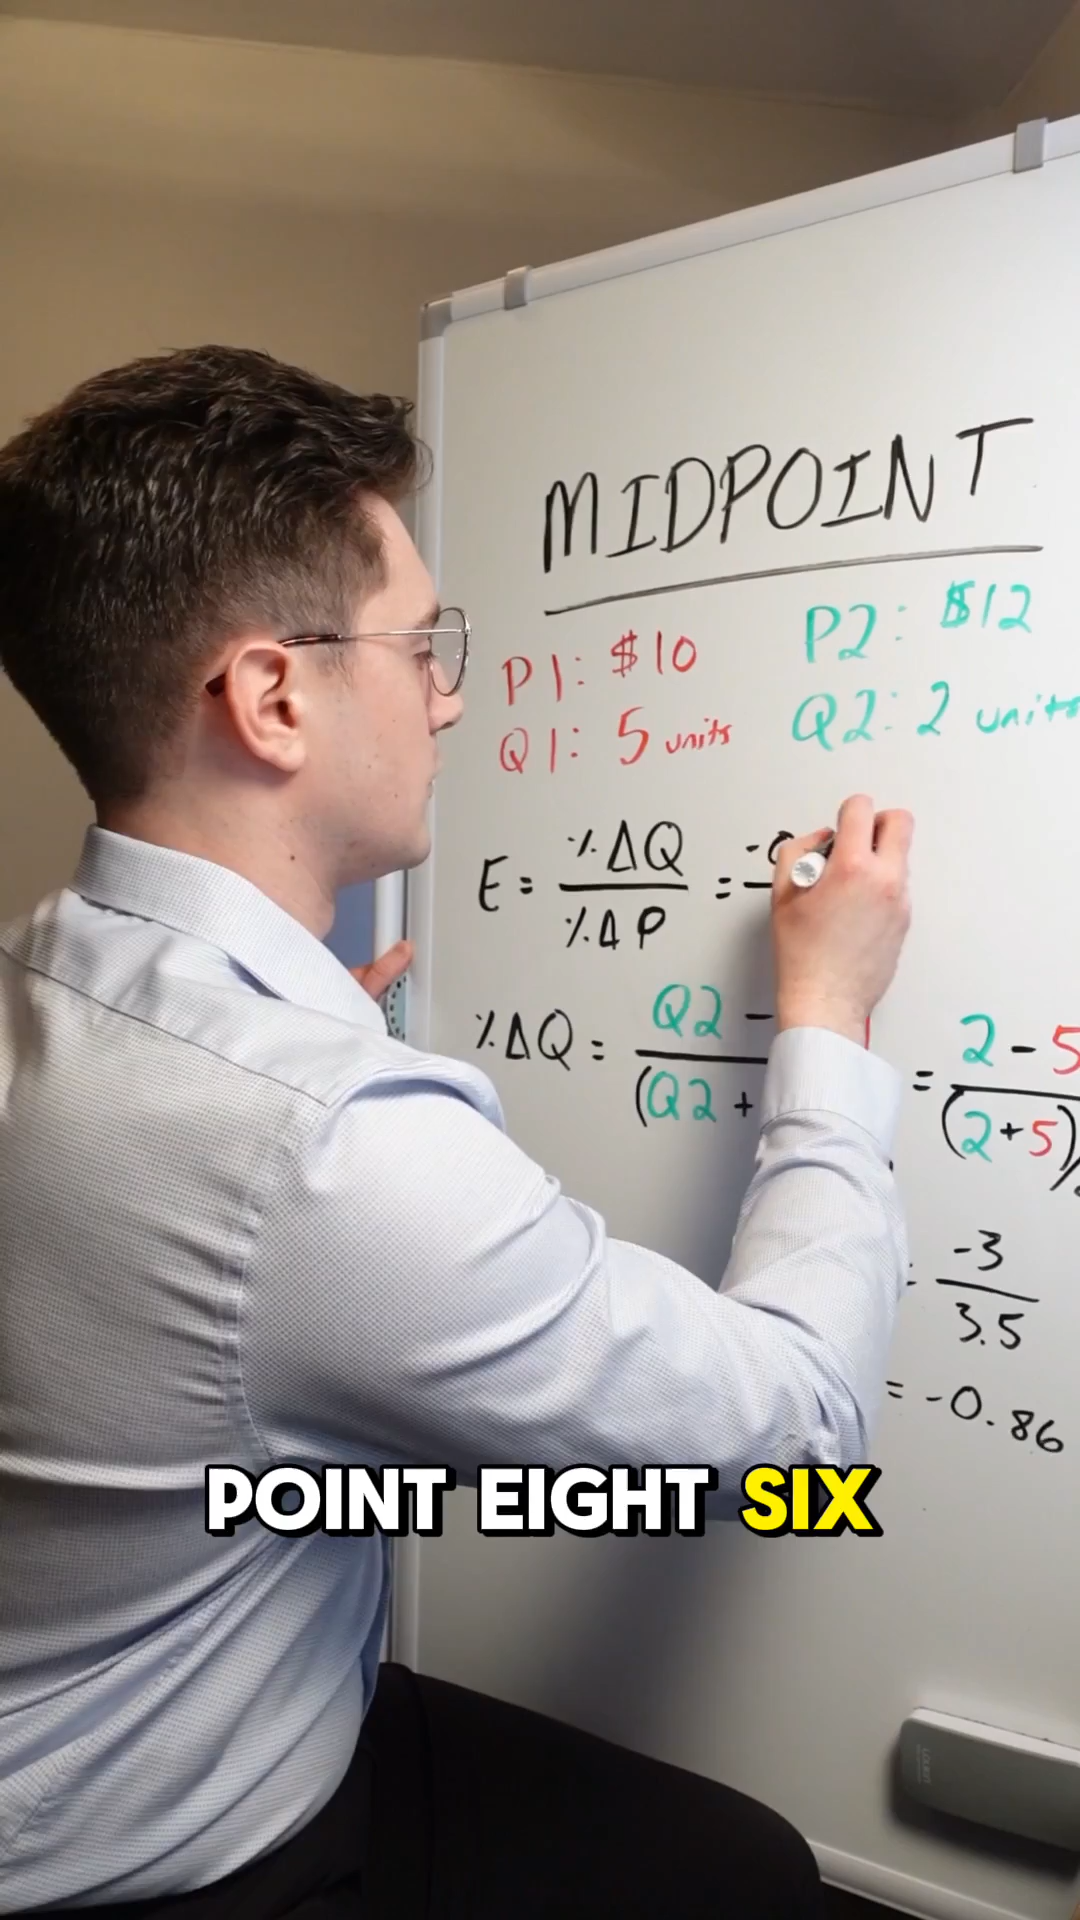 MIDPOINT
P1: $10
P2: $12
Q1: 5 units
Q2: 2 units
E = %ΔQ / %ΔP = -0
%ΔQ = Q2 - / (Q2 + = 2 - 5 / (2+5)/
= -3 / 3.5
= -0.86
POINT EIGHT SIX